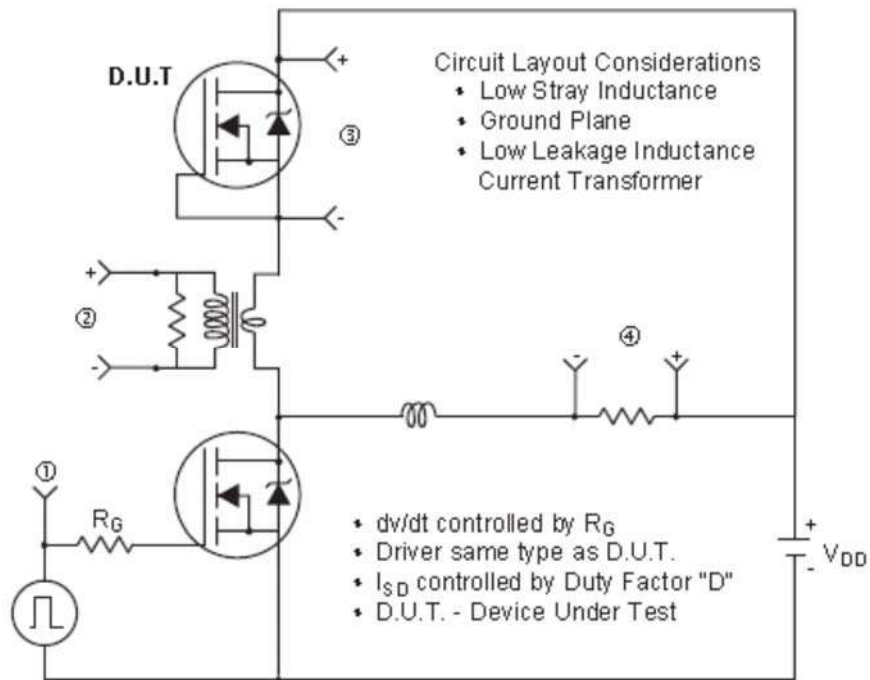 D.U.T
+
-
③
Circuit Layout Considerations
• Low Stray Inductance
• Ground Plane
• Low Leakage Inductance
Current Transformer
+
②
-
④
-
+
①
RG
• dv/dt controlled by RG
• Driver same type as D.U.T.
• ISD controlled by Duty Factor "D"
• D.U.T. - Device Under Test
+
VDD
-